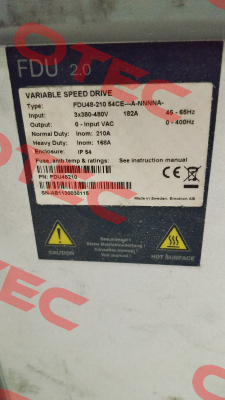 FDU 2.0
VARIABLE SPEED DRIVE
Type: FDU48-210 54CE---A-NNNNA-
Input: 3x380-480V 182A 45 - 65Hz
Output: 0 - Input VAC 0 - 400Hz
Normal Duty: Inom: 210A
Heavy Duty: Inom: 168A
Enclosure: IP 54
Fuse, amb temp & ratings: See instruction manual
PN: FDU48210
Made in Sweden, Emotron AB
CAUTION
HOT SURFACE
OTEC